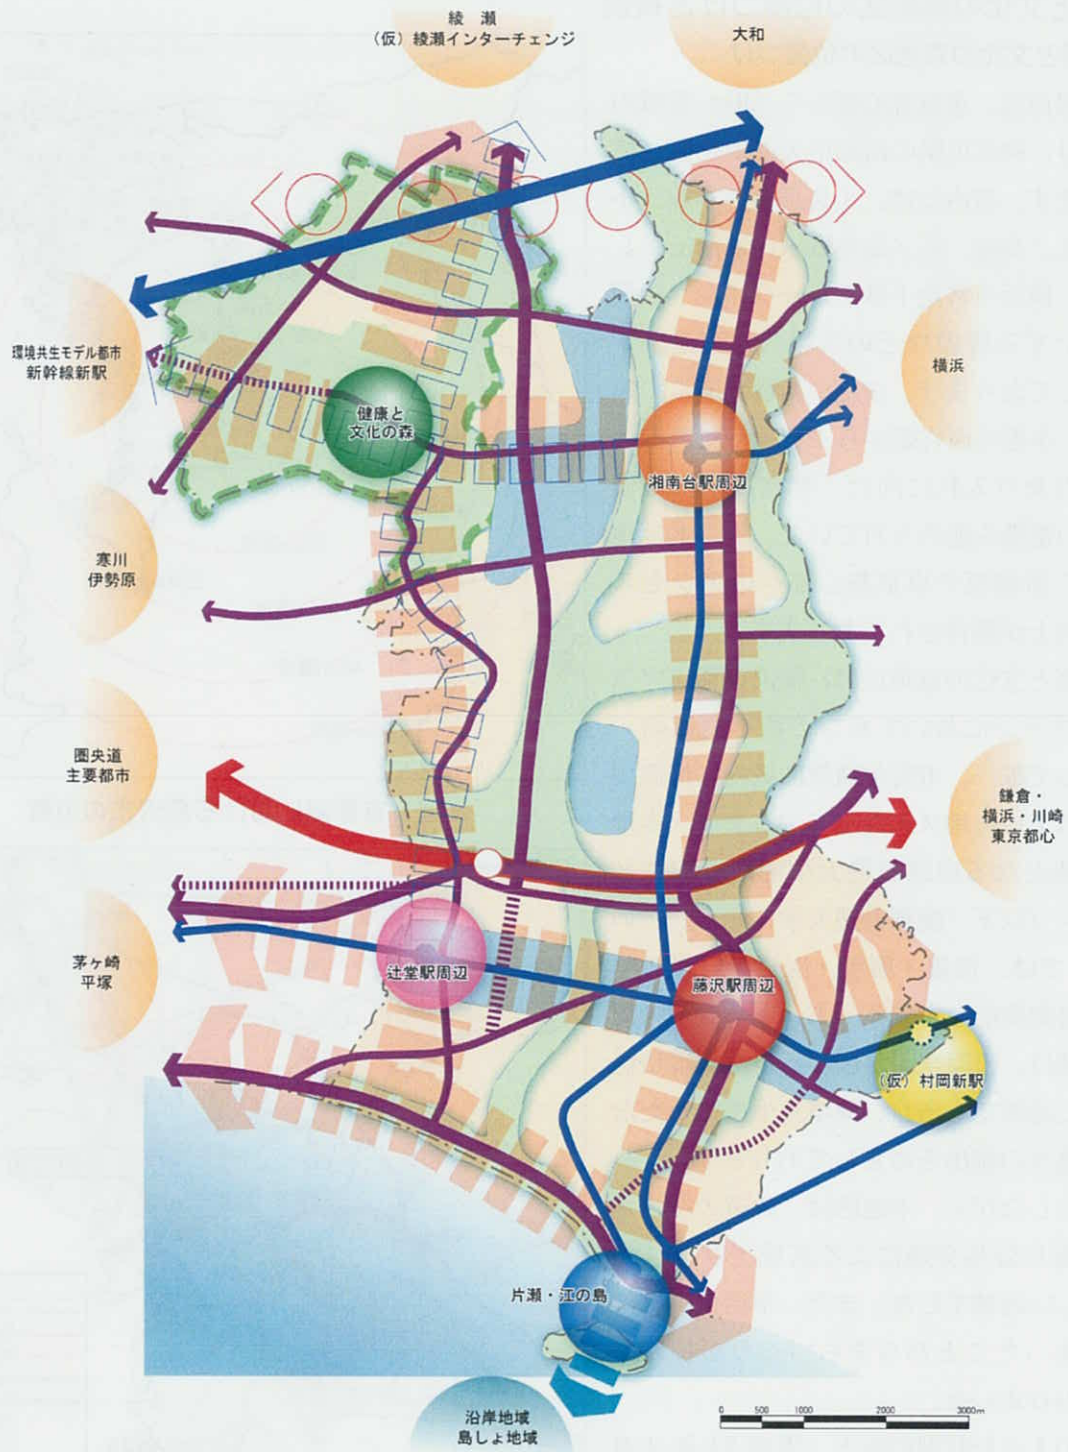 綾 瀬
（仮）綾瀬インターチェンジ
大和
環境共生モデル都市
新幹線新駅
横浜
健康と
文化の森
湘南台駅周辺
寒川
伊勢原
圏央道
主要都市
鎌倉・
横浜・川崎
東京都心
茅ヶ崎
平塚
辻堂駅周辺
藤沢駅周辺
（仮）村岡新駅
片瀬・江の島
沿岸地域
島しょ地域
0 500 1000 2000 3000m